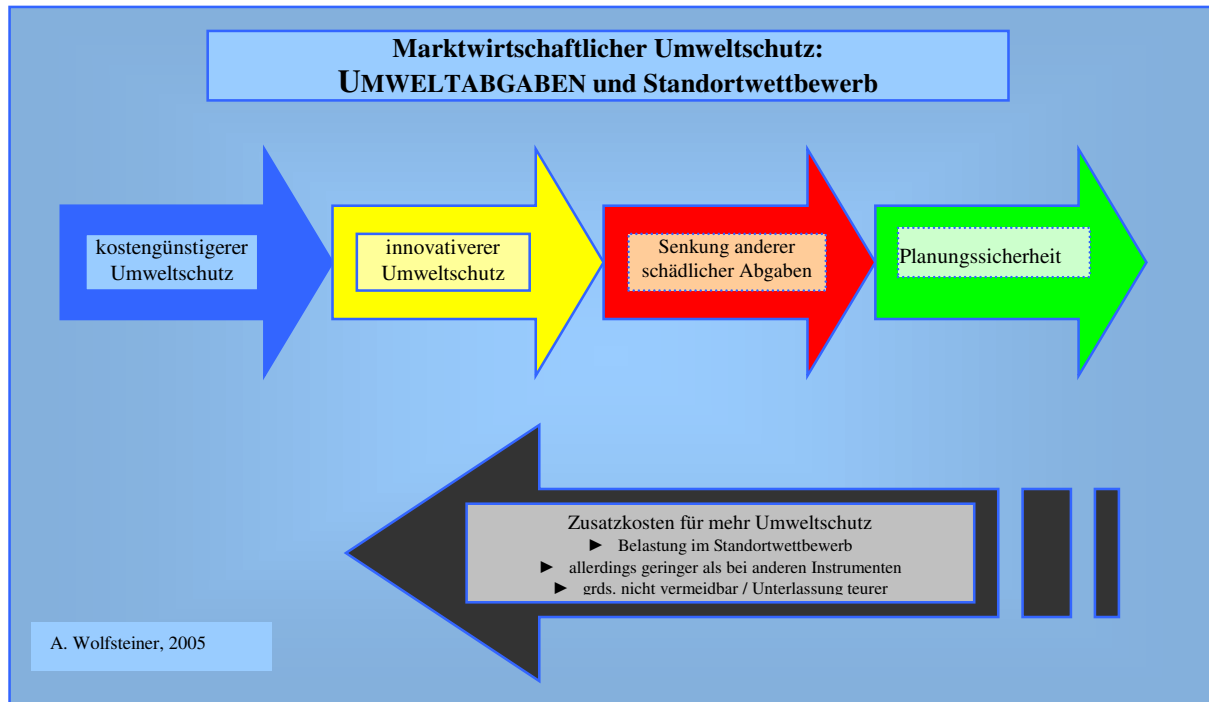 Marktwirtschaftlicher Umweltschutz:
UMWELTABGABEN und Standortwettbewerb
kostengünstigerer
Umweltschutz
innovativerer
Umweltschutz
Senkung anderer
schädlicher Abgaben
Planungssicherheit
Zusatzkosten für mehr Umweltschutz
► Belastung im Standortwettbewerb
► allerdings geringer als bei anderen Instrumenten
► grds. nicht vermeidbar / Unterlassung teurer
A. Wolfsteiner, 2005